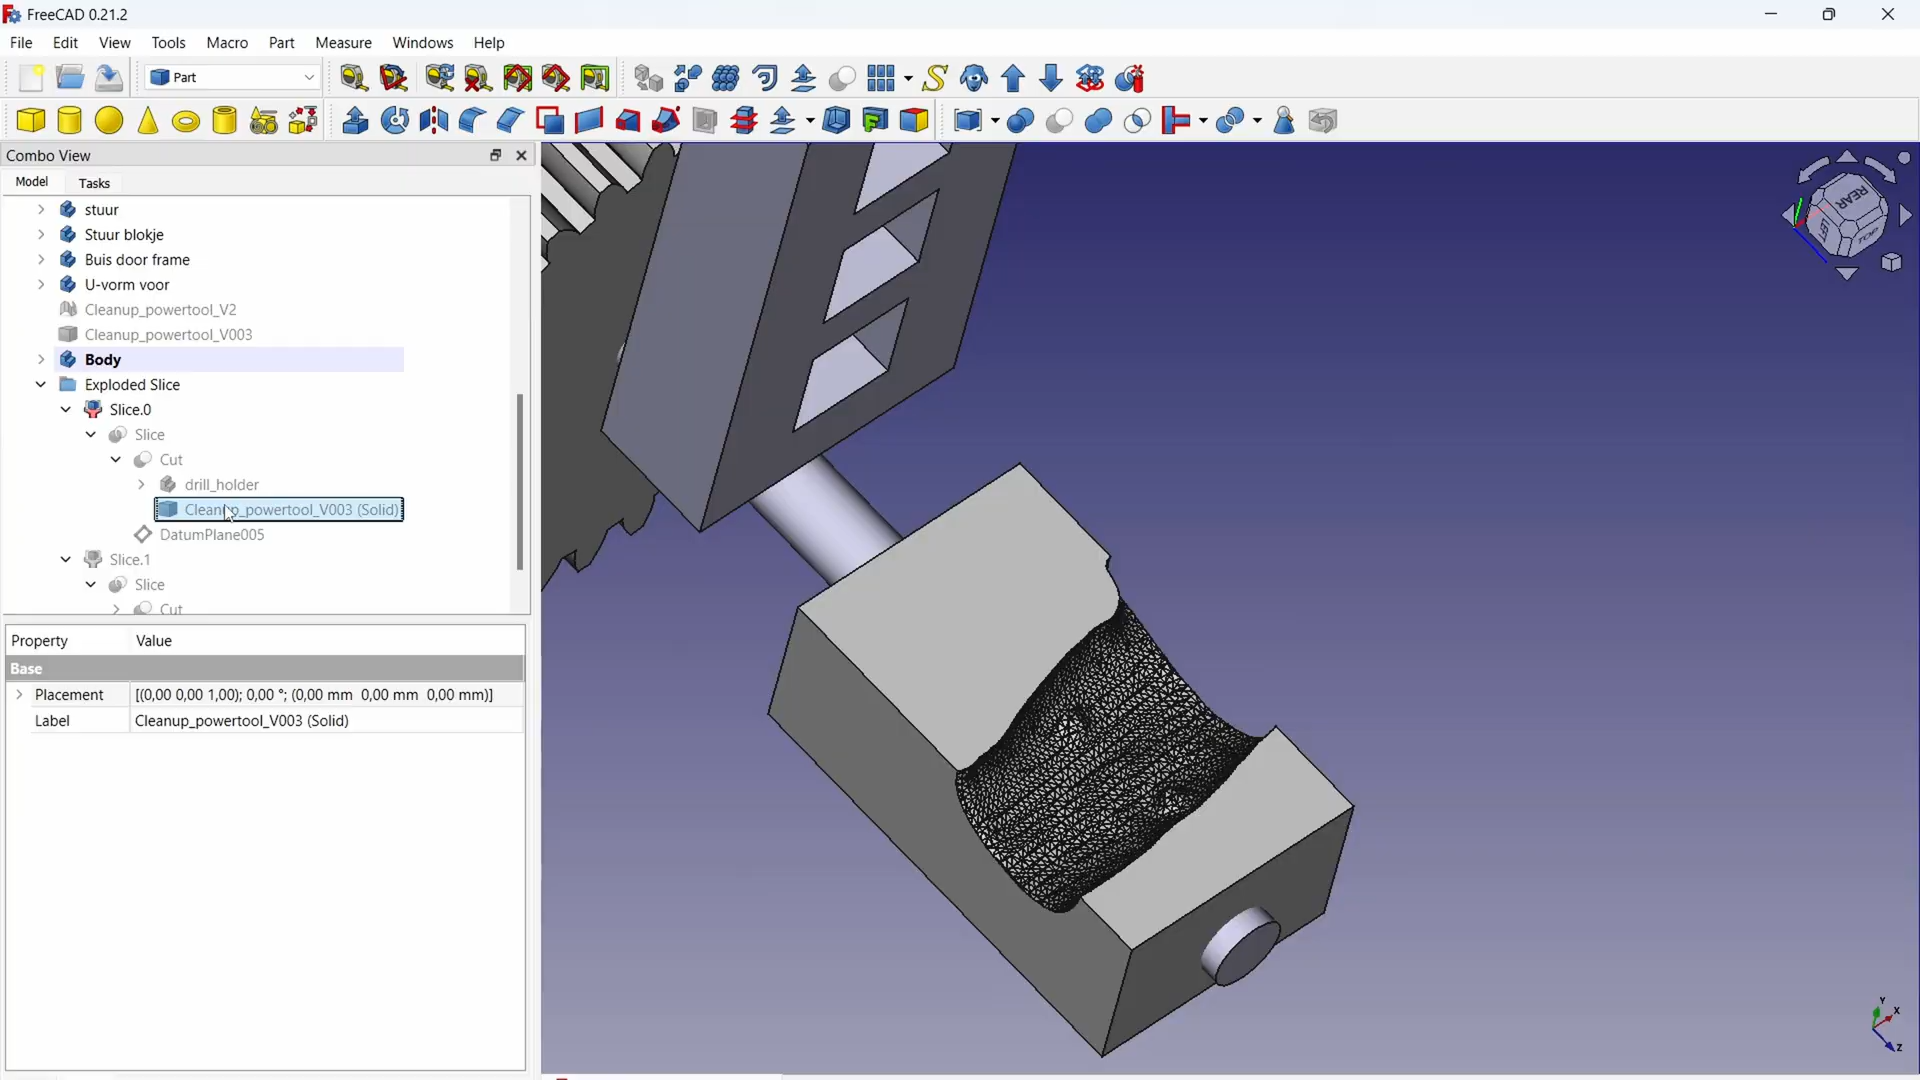 FreeCAD 0.21.2
File Edit View Tools Macro Part Measure Windows Help
Part
Combo View
Model Tasks
stuur
Stuur blokje
Buis door frame
U-vorm voor
Cleanup_powertool_V2
Cleanup_powertool_V003
Body
Exploded Slice
Slice.0
Slice
Cut
drill_holder
Cleanup_powertool_V003 (Solid)
DatumPlane005
Slice.1
Slice
Cut
Property Value
Base
Placement [(0,00 0,00 1,00); 0,00 °; (0,00 mm 0,00 mm 0,00 mm)]
Label Cleanup_powertool_V003 (Solid)
REAR
TOP
Y
X
Z